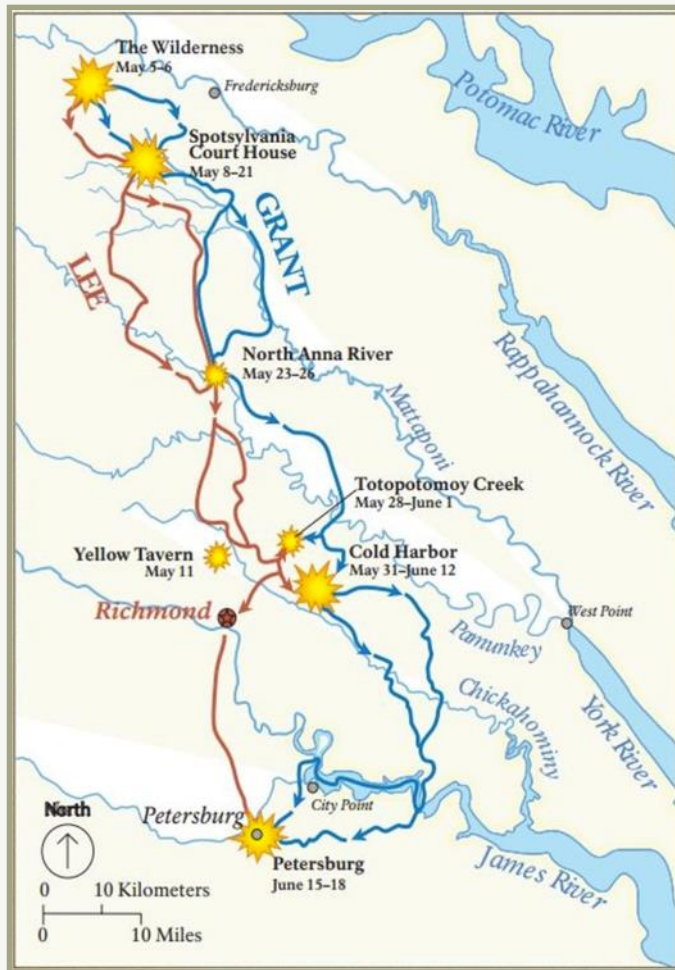 The Wilderness
May 5–6
Fredericksburg
Potomac River
Spotsylvania
Court House
May 8–21
GRANT
LEE
North Anna River
May 23–26
Mattaponi
Rappahannock River
Totopotomoy Creek
May 28–June 1
Yellow Tavern
May 11
Cold Harbor
May 31–June 12
Richmond
West Point
Pamunkey
Chickahominy
York River
North
City Point
Petersburg
James River
Petersburg
June 15–18
0 10 Kilometers
0 10 Miles